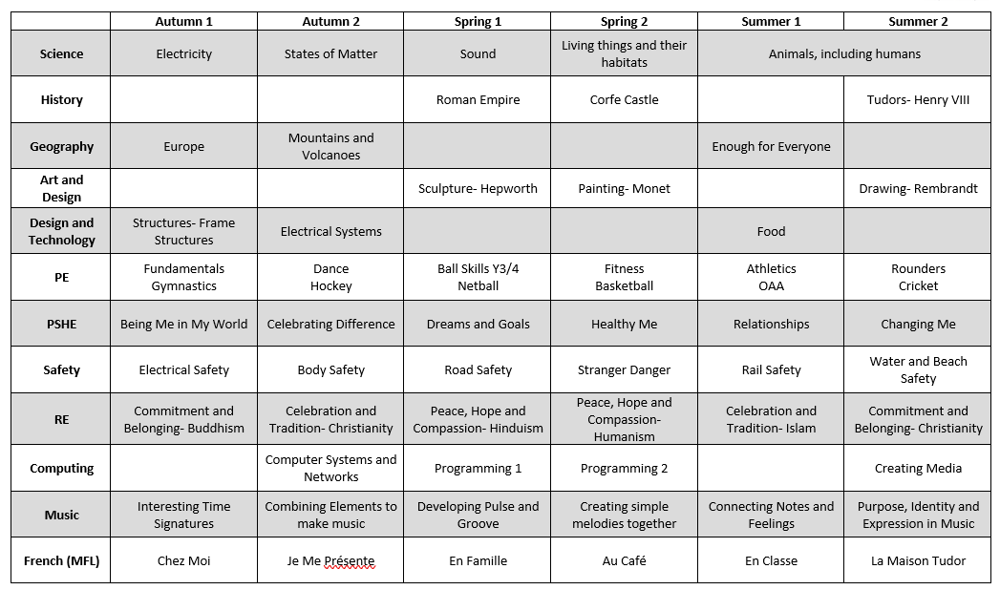 Autumn 1 Autumn 2 Spring 1 Spring 2 Summer 1 Summer 2
Science Electricity States of Matter Sound Living things and their habitats Animals, including humans
History Roman Empire Corfe Castle Tudors- Henry VIII
Geography Europe Mountains and Volcanoes Enough for Everyone
Art and Design Sculpture- Hepworth Painting- Monet Drawing- Rembrandt
Design and Technology Structures- Frame Structures Electrical Systems Food
PE Fundamentals Gymnastics Dance Hockey Ball Skills Y3/4 Netball Fitness Basketball Athletics OAA Rounders Cricket
PSHE Being Me in My World Celebrating Difference Dreams and Goals Healthy Me Relationships Changing Me
Safety Electrical Safety Body Safety Road Safety Stranger Danger Rail Safety Water and Beach Safety
RE Commitment and Belonging- Buddhism Celebration and Tradition- Christianity Peace, Hope and Compassion- Hinduism Peace, Hope and Compassion- Humanism Celebration and Tradition- Islam Commitment and Belonging- Christianity
Computing Computer Systems and Networks Programming 1 Programming 2 Creating Media
Music Interesting Time Signatures Combining Elements to make music Developing Pulse and Groove Creating simple melodies together Connecting Notes and Feelings Purpose, Identity and Expression in Music
French (MFL) Chez Moi Je Me Présente En Famille Au Café En Classe La Maison Tudor